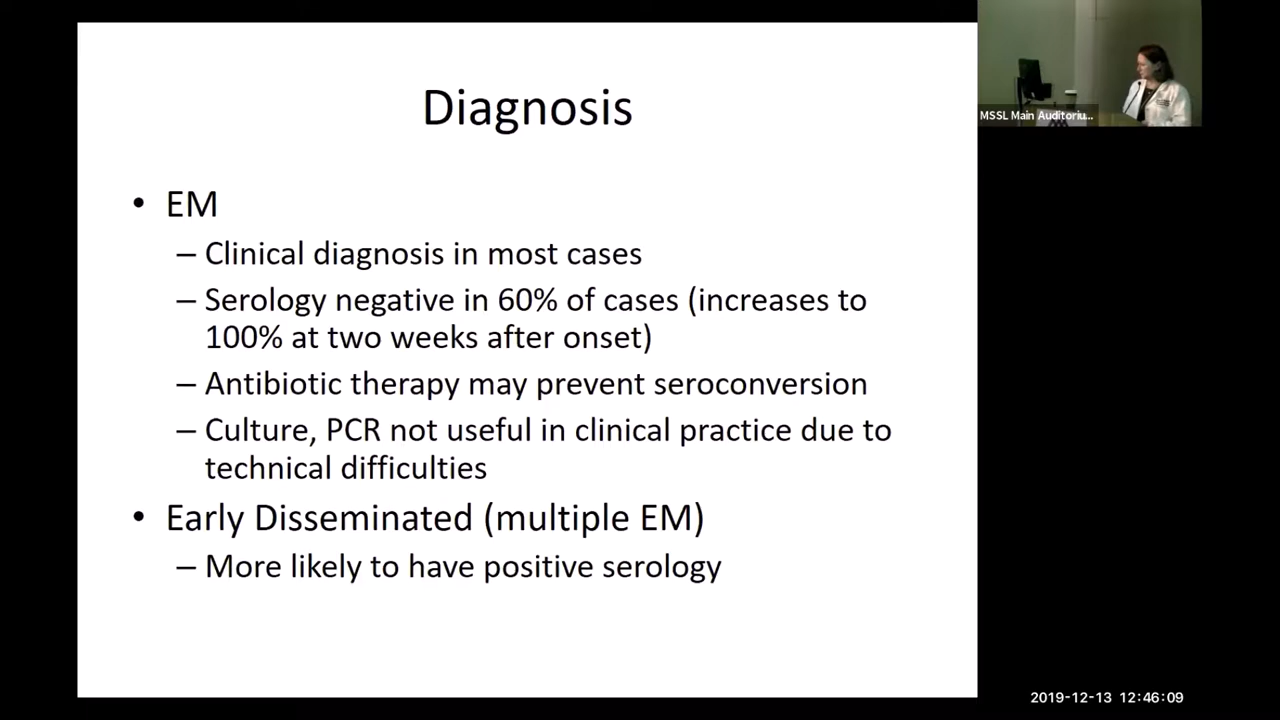 Diagnosis
• EM
– Clinical diagnosis in most cases
– Serology negative in 60% of cases (increases to
100% at two weeks after onset)
– Antibiotic therapy may prevent seroconversion
– Culture, PCR not useful in clinical practice due to
technical difficulties
• Early Disseminated (multiple EM)
– More likely to have positive serology
MSSL Main Auditoriu...
2019-12-13 12:46:09